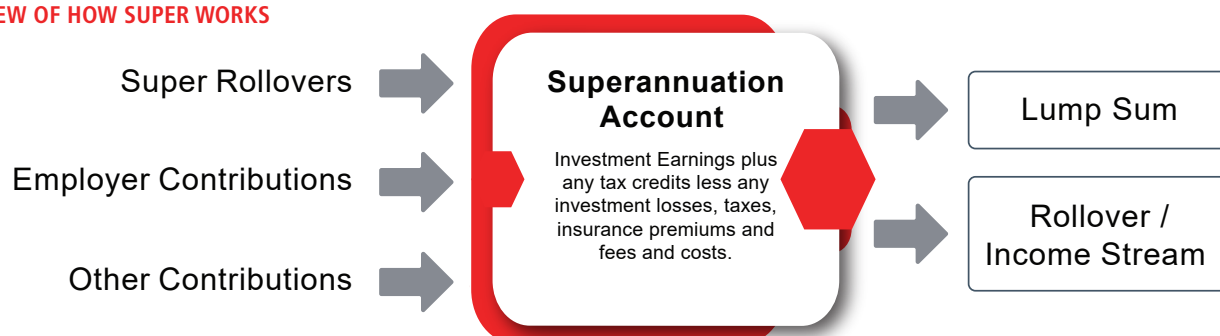 EW OF HOW SUPER WORKS
Super Rollovers
Employer Contributions
Other Contributions
Superannuation
Account
Investment Earnings plus
any tax credits less any
investment losses, taxes,
insurance premiums and
fees and costs.
Lump Sum
Rollover /
Income Stream